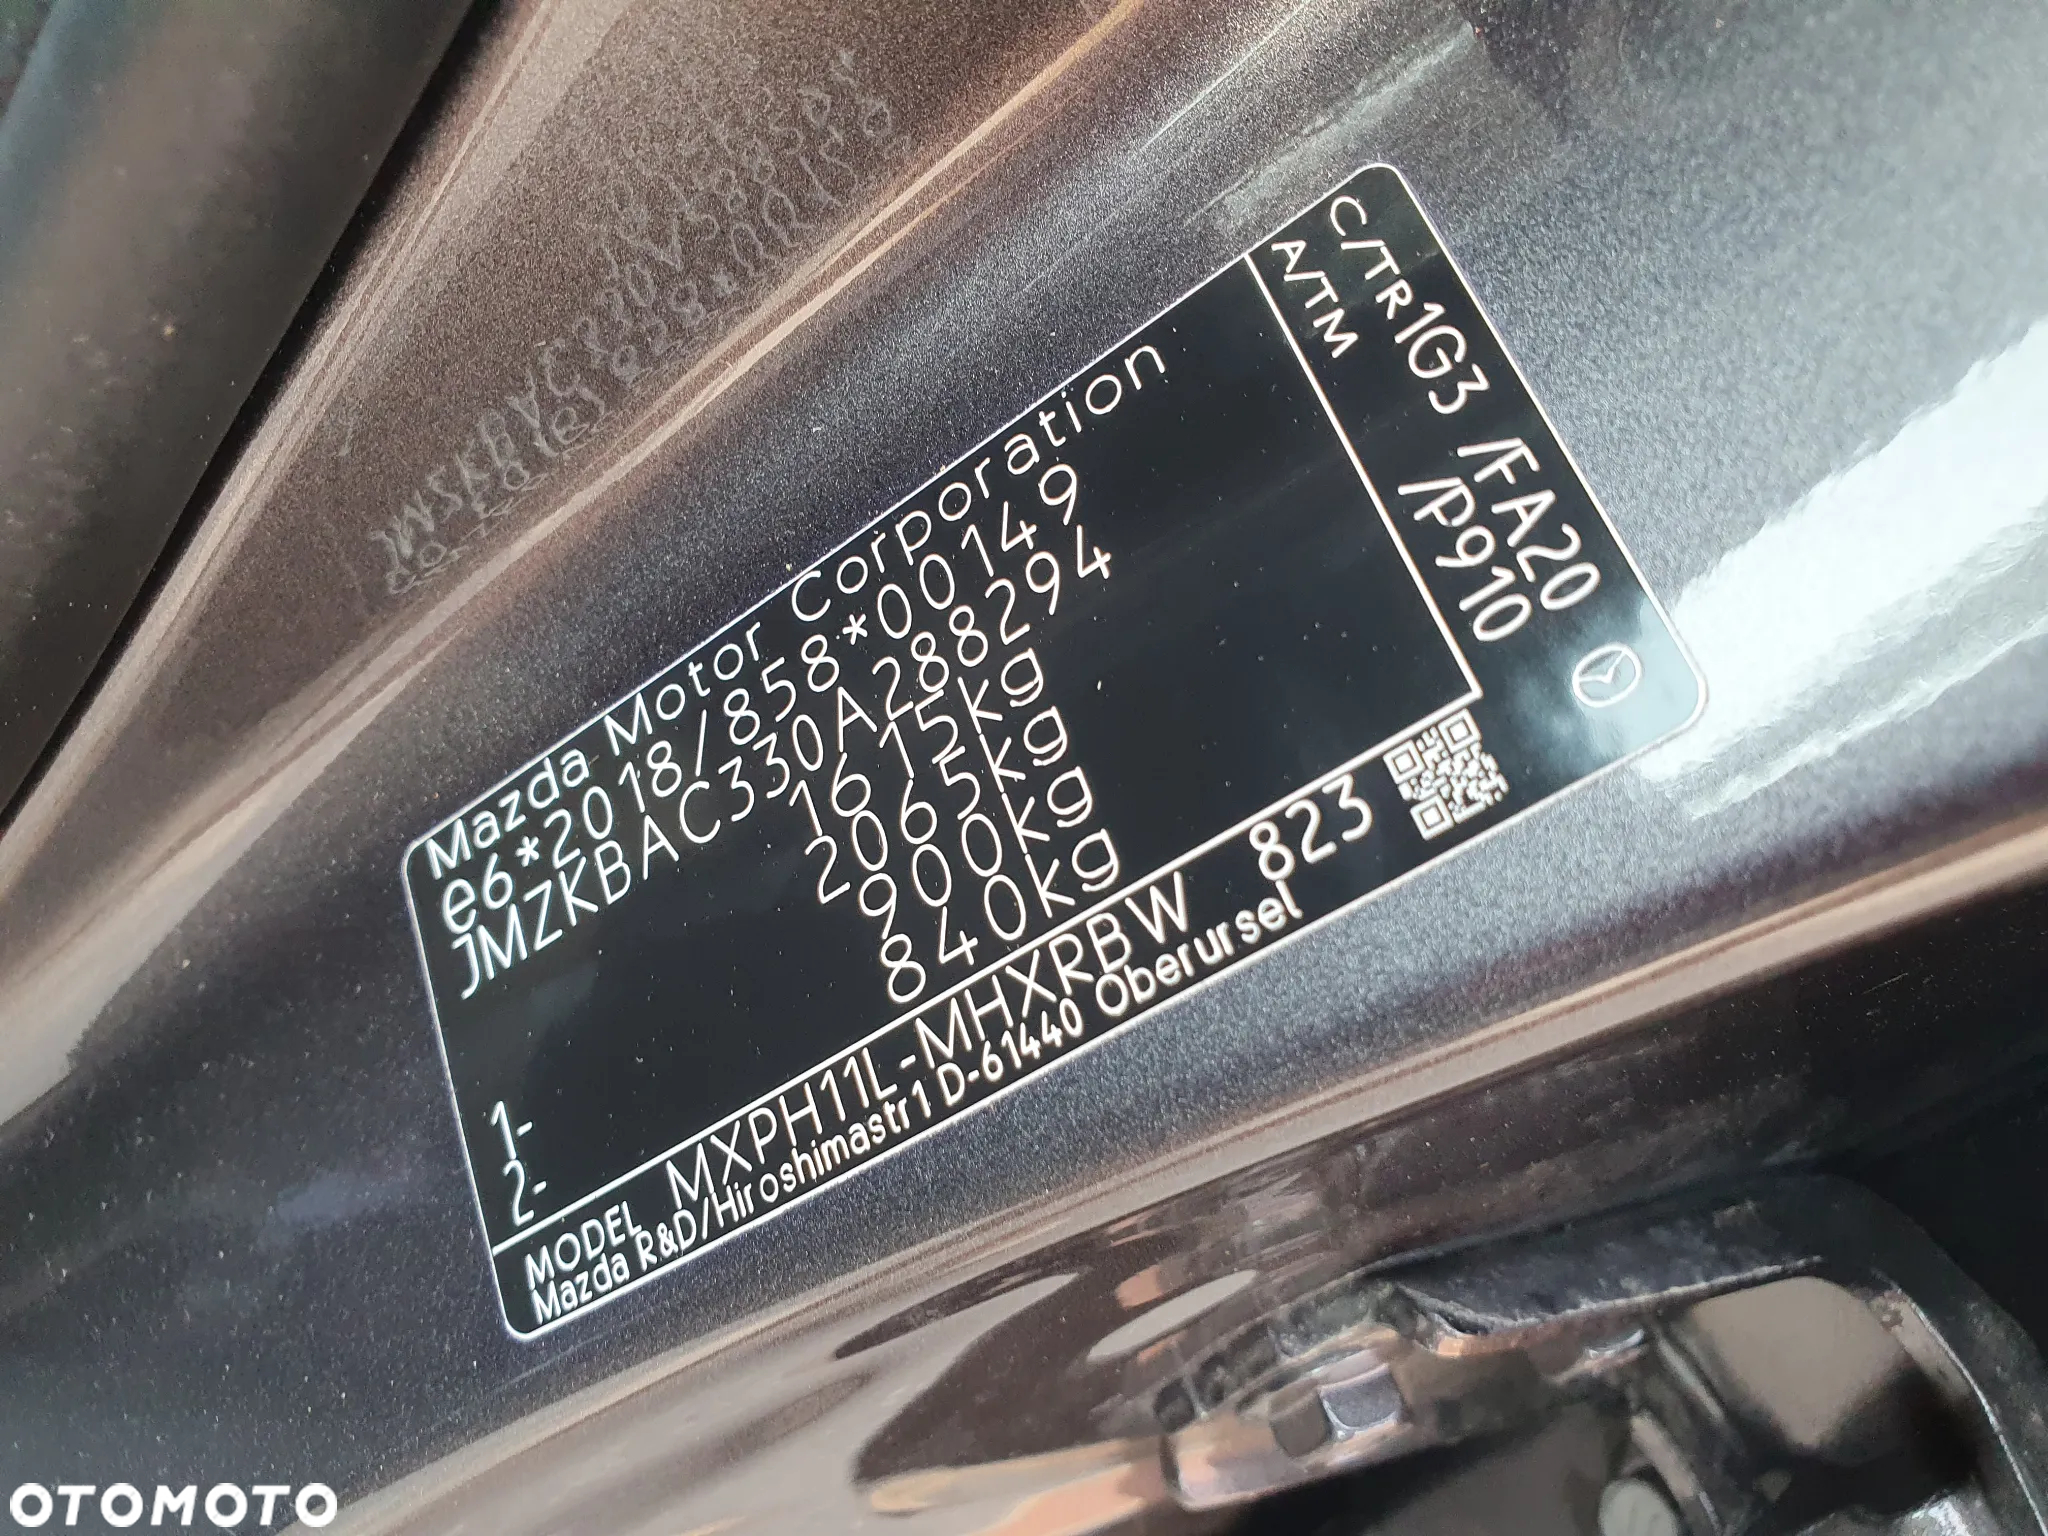 Mazda Motor Corporation
e6*2018/858*00149
JMZKBAC330A288294
1615kg
2065kg
1- 900kg
2- 840kg
C/TR1G3 /FA20
A/TM /P910
MODEL MXPH11L-MHXRBW 823
Mazda R&D/Hiroshimastr1 D-61440 Oberursel
OTOMOTO